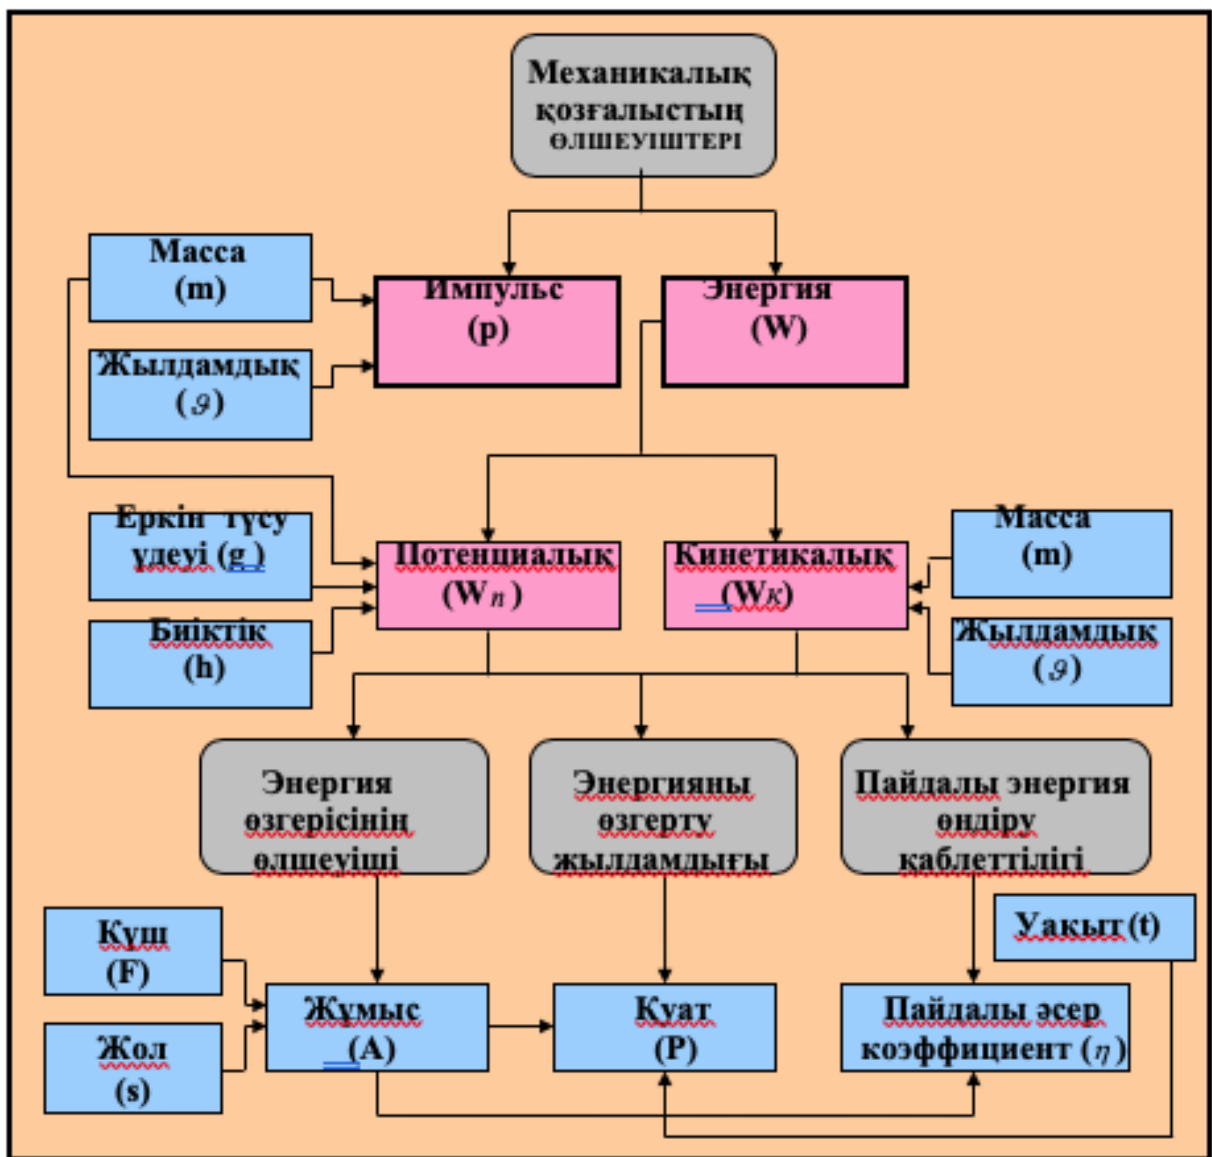 Механикалық
қозғалыстың
ӨЛШЕУІШТЕРІ
Масса
(m)
Импульс
(p)
Энергия
(W)
Жылдамдық
(𝜗)
Еркін түсу
үдеуі (g )
Потенциалық
(Wп )
Кинетикалық
(Wк)
Масса
(m)
Биіктік
(h)
Жылдамдық
(𝜗)
Энергия
өзгерісінің
өлшеуіші
Энергияны
өзгерту
жылдамдығы
Пайдалы энергия
өндіру
қаблеттілігі
Уақыт (t)
Күш
(F)
Жол
(s)
Жұмыс
(A)
Қуат
(P)
Пайдалы әсер
коэффициент (η)